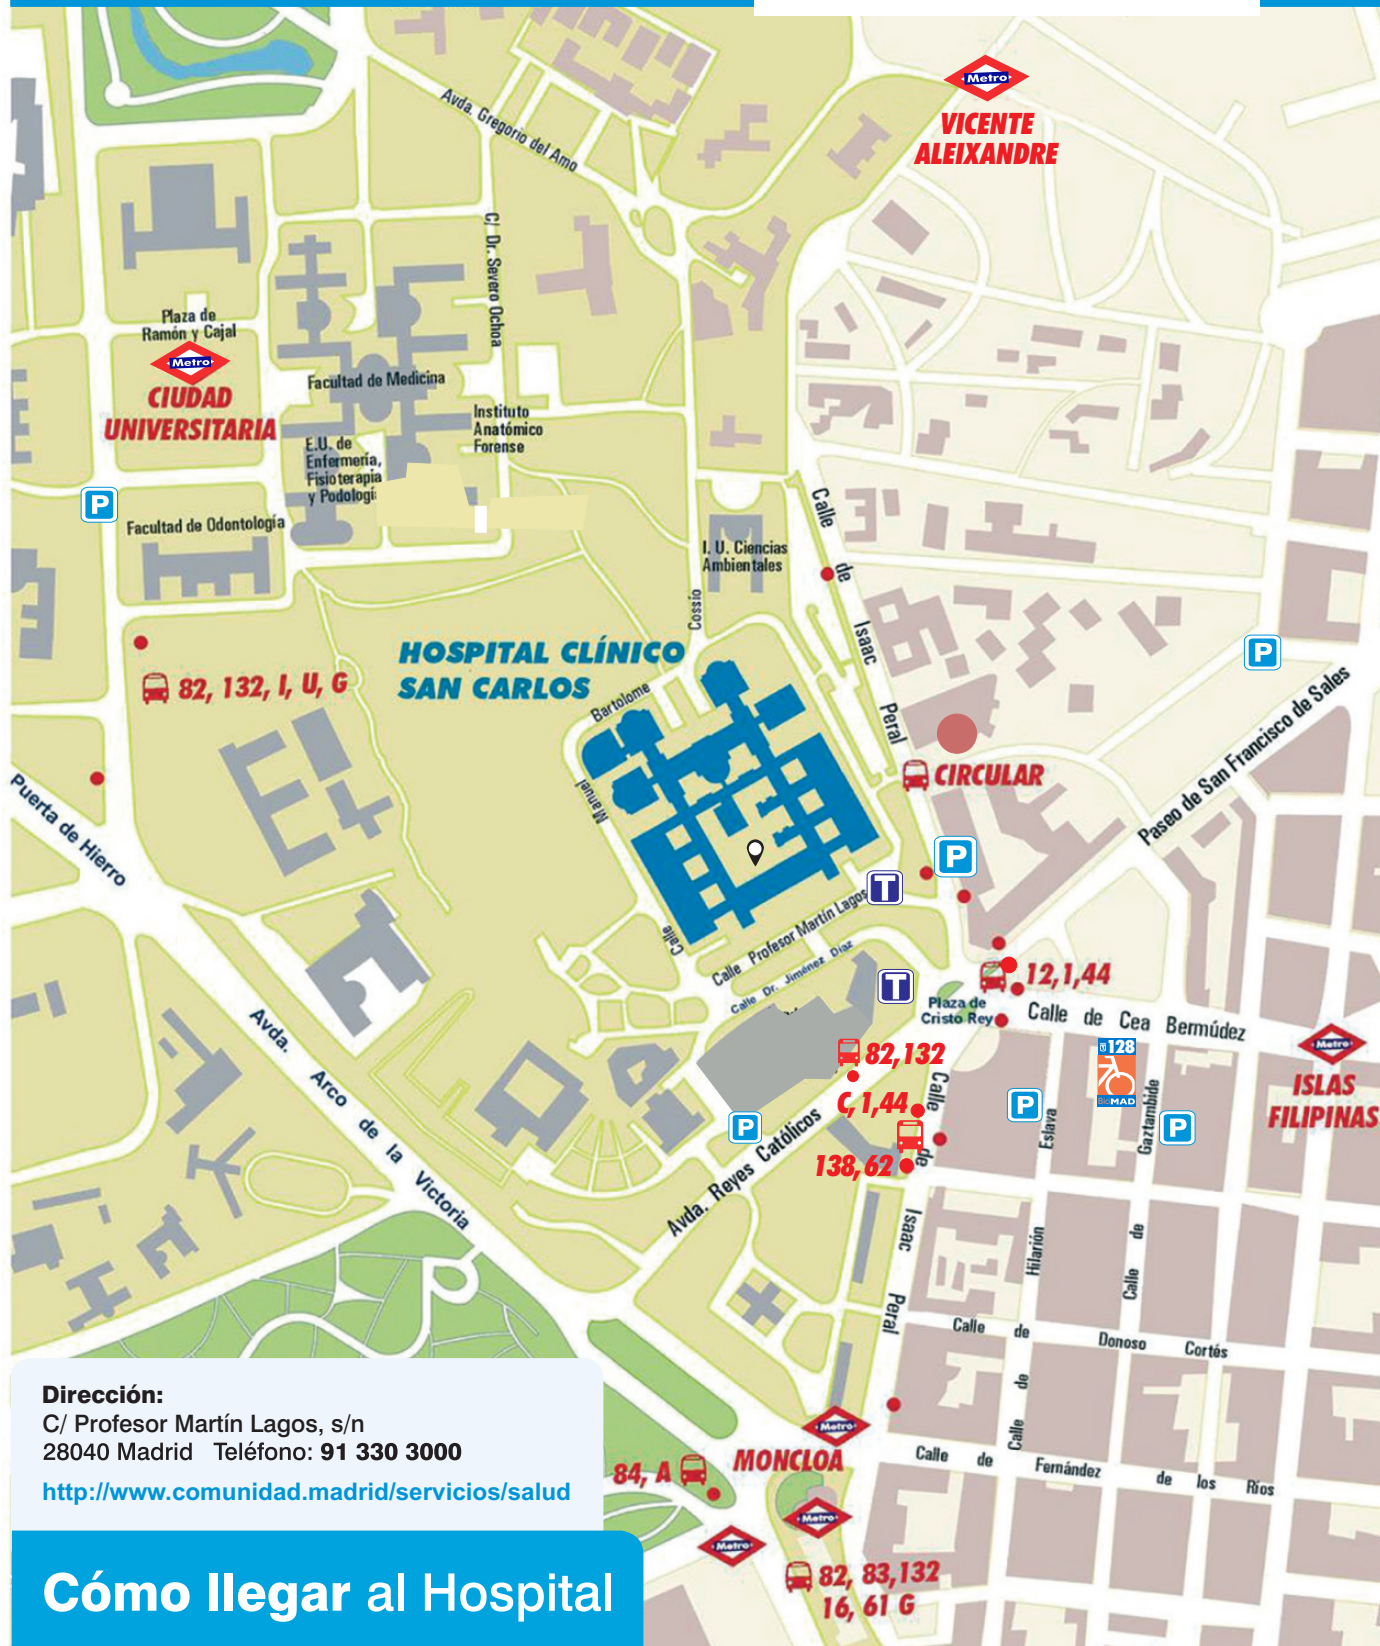 Metro
VICENTE
ALEIXANDRE
Avda. Gregorio del Amo
C/ Dr. Severo Ochoa
Plaza de
Ramón y Cajal
Metro
CIUDAD
UNIVERSITARIA
Facultad de Medicina
Instituto
Anatómico
Forense
E.U. de
Enfermería,
Fisioterapia
y Podologí
P
Facultad de Odontología
Calle de Isaac Peral
I. U. Ciencias
Ambientales
HOSPITAL CLÍNICO
SAN CARLOS
82, 132, I, U, G
Calle Manuel Bartolome Cossio
P
Paseo de San Francisco de Sales
CIRCULAR
Puerta de Hierro
P
T
Calle Profesor Martín Lagos
Calle Dr. Jiménez Díaz
T
12,1,44
Plaza de
Cristo Rey
Calle de Cea Bermúdez
Avda. Arco de la Victoria
82,132
128
BiciMAD
Metro
ISLAS
FILIPINAS
C, 1,44
P
P
P
138,62
Avda. Reyes Católicos
Calle de Isaac Peral
Calle de Hilarión Eslava
Calle de Gaztambide
Calle de Donoso Cortés
Metro
MONCLOA
84, A
Calle de Fernández de los Ríos
Metro
Metro
82, 83,132
16, 61 G
Dirección:
C/ Profesor Martín Lagos, s/n
28040 Madrid Teléfono: 91 330 3000
http://www.comunidad.madrid/servicios/salud
Cómo llegar al Hospital